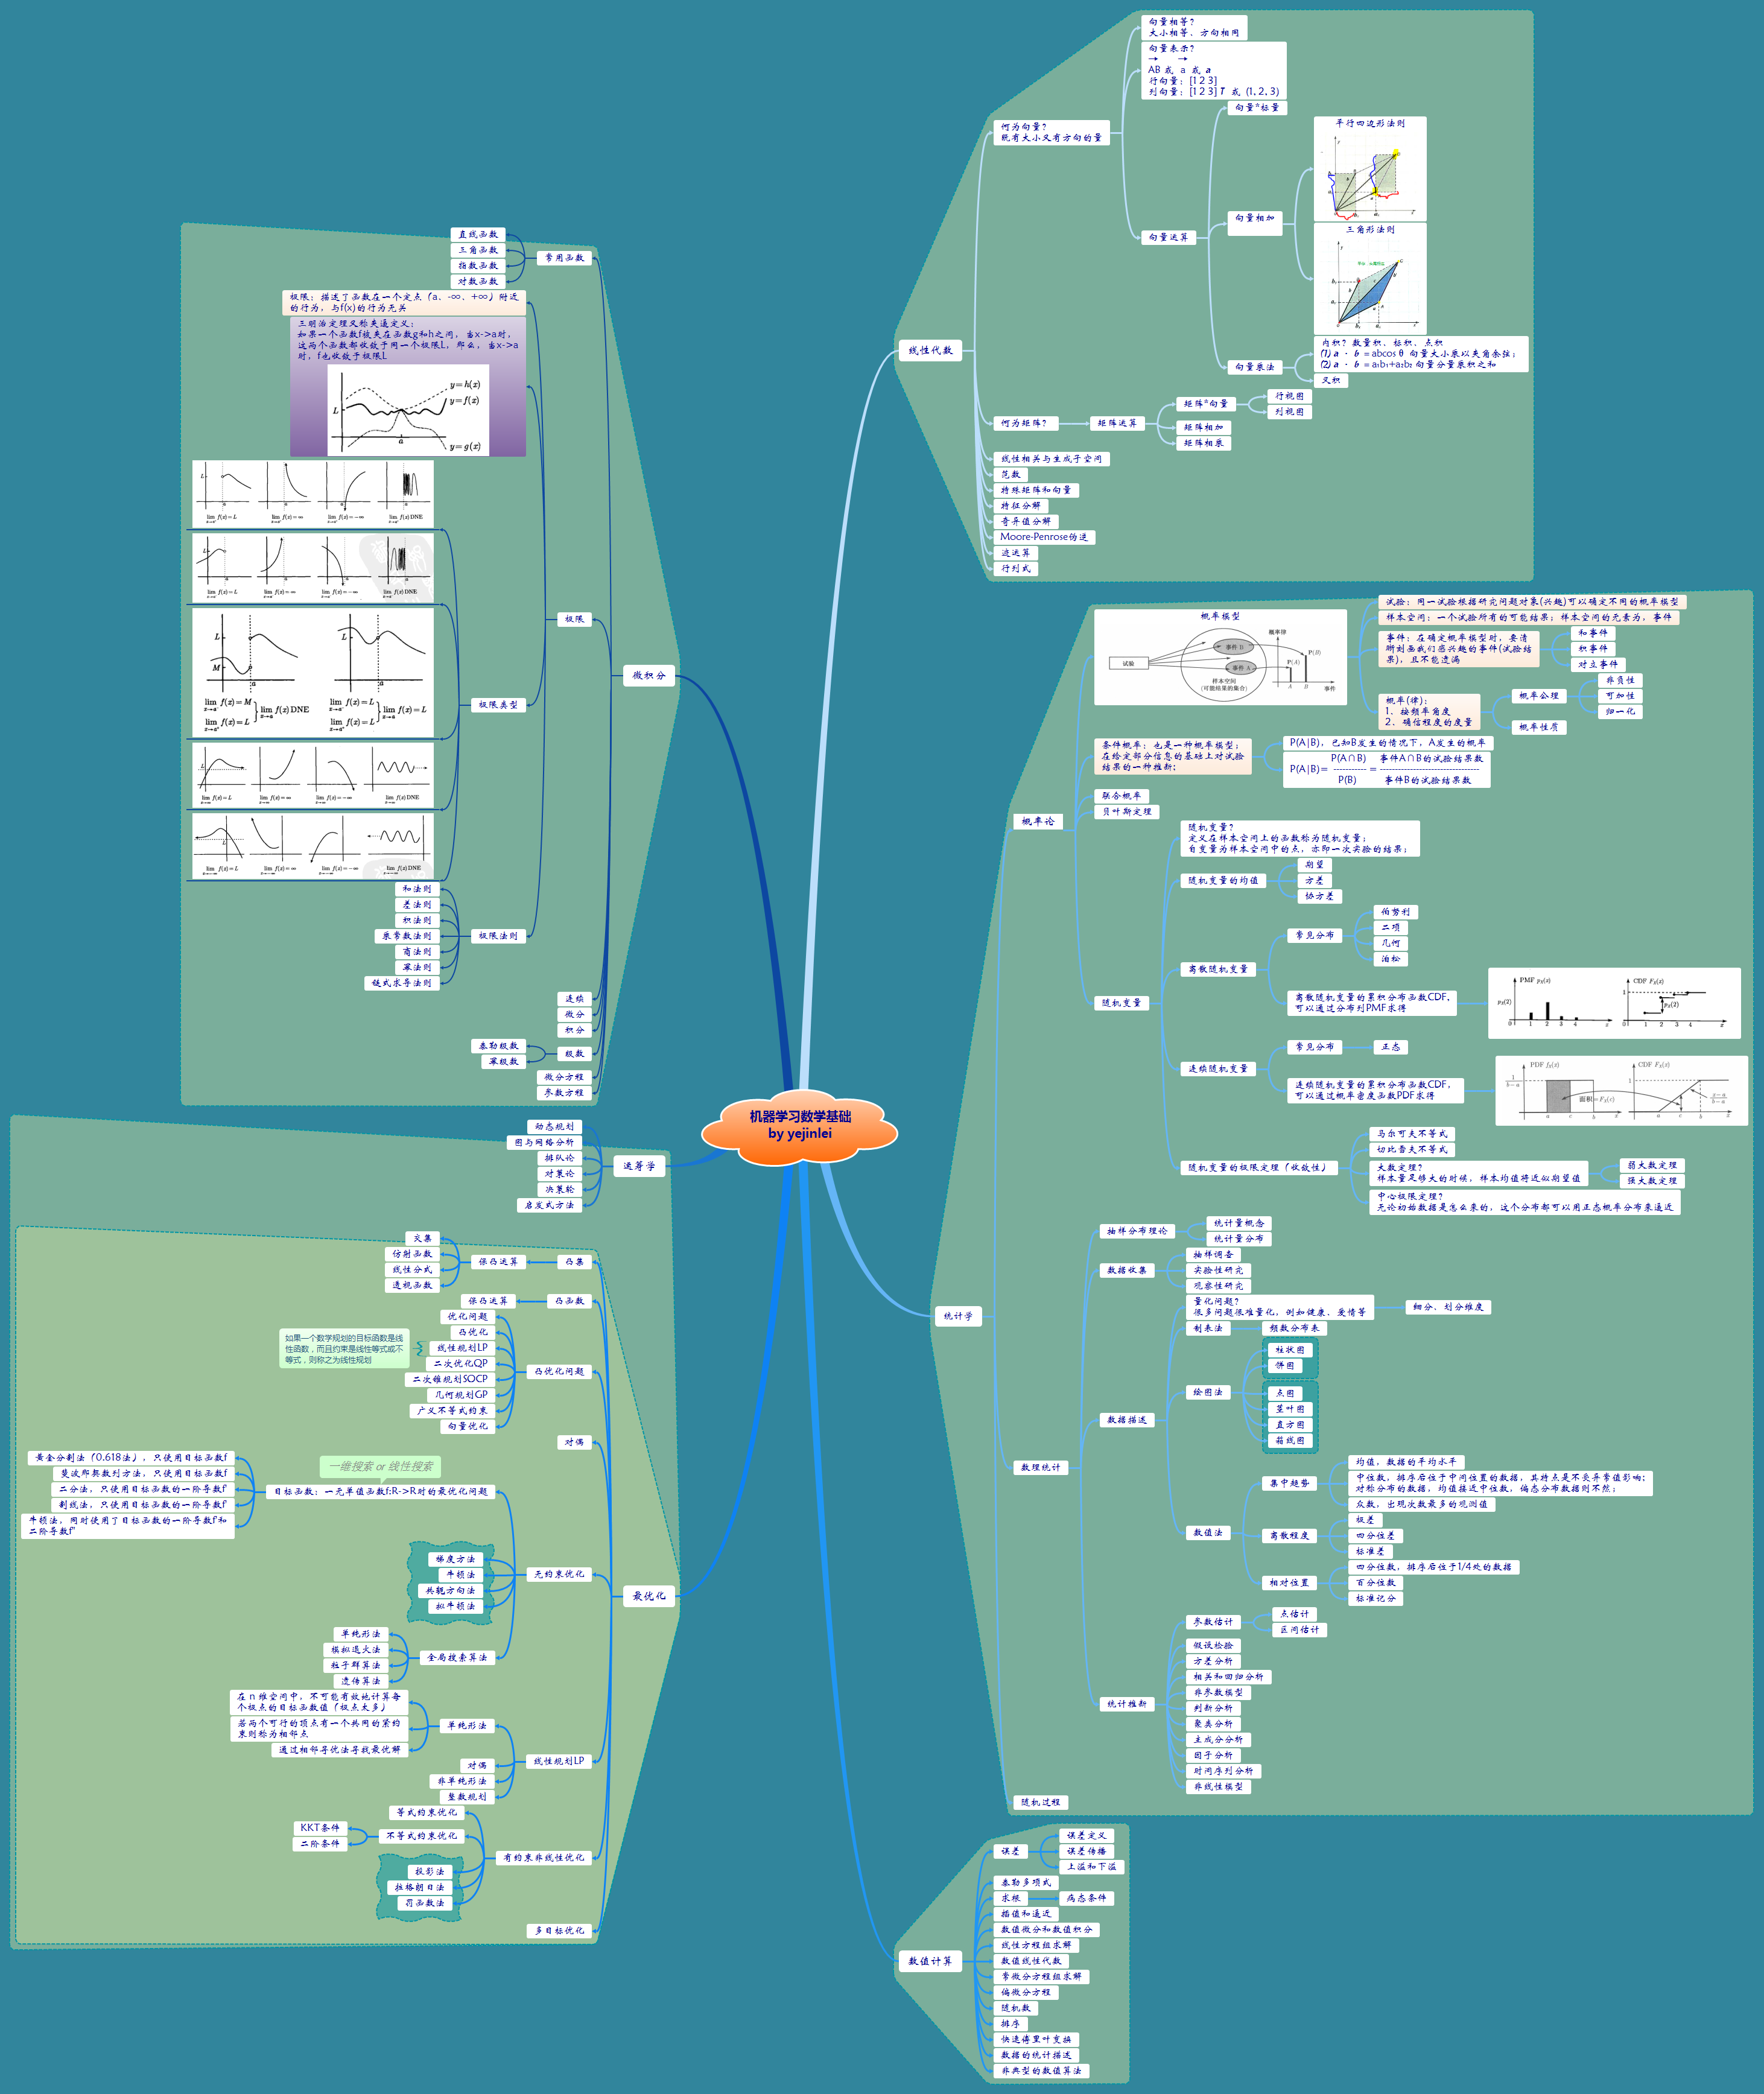 机器学习数学基础
by yejinlei
线性代数
何为向量？
既有大小又有方向的量
向量相等？
大小相等、方向相同
向量表示？
→ →
AB 或 a 或 a
行向量：[1 2 3]
列向量：[1 2 3] T 或 (1, 2, 3)
向量运算
向量*标量
向量相加
平行四边形法则
三角形法则
向量乘法
内积？数量积、标积、点积
(1) a · b = abcos θ 向量大小乘以夹角余弦；
(2) a · b = a₁b₁+a₂b₂ 向量分量乘积之和
叉积
何为矩阵？
矩阵运算
矩阵*向量
行视图
列视图
矩阵相加
矩阵相乘
线性相关与生成子空间
范数
特殊矩阵和向量
特征分解
奇异值分解
Moore-Penrose伪逆
迹运算
行列式
统计学
概率论
概率模型
试验
事件 B
事件 A
样本空间
(可能结果的集合)
概率律
P(A)
P(B)
A B 事件
试验：同一试验根据研究问题对象(兴趣)可以确定不同的概率模型
样本空间：一个试验所有的可能结果；样本空间的元素为，事件
事件：在确定概率模型时，要清
晰刻画我们感兴趣的事件(试验结
果)，且不能遗漏
和事件
积事件
对立事件
概率(律)：
1、按频率角度
2、确信程度的度量
概率公理
非负性
可加性
归一化
概率性质
条件概率：也是一种概率模型；
在给定部分信息的基础上对试验
结果的一种推断；
P(A|B)，已知B发生的情况下，A发生的概率
P(A∩B) 事件A∩B的试验结果数
P(A|B)= ----------- = -----------------------
P(B) 事件B的试验结果数
联合概率
贝叶斯定理
随机变量
随机变量？
定义在样本空间上的函数称为随机变量；
自变量为样本空间中的点，亦即一次实验的结果；
随机变量的均值
期望
方差
协方差
离散随机变量
常见分布
伯努利
二项
几何
泊松
离散随机变量的累积分布函数CDF，
可以通过分布列PMF求得
PMF pX(x)
pX(2)
0 1 2 3 4 x
CDF FX(x)
1
pX(2)
0 1 2 3 4 x
连续随机变量
常见分布
正态
连续随机变量的累积分布函数CDF，
可以通过概率密度函数PDF求得
PDF fX(x)
1
b−a
面积=FX(c)
a c b x
CDF FX(x)
1
c−a
b−a
a c b x
随机变量的极限定理（收敛性）
马尔可夫不等式
切比雪夫不等式
大数定理？
样本量足够大的时候，样本均值将近似期望值
弱大数定理
强大数定理
中心极限定理？
无论初始数据是怎么来的，这个分布都可以用正态概率分布来逼近
数理统计
抽样分布理论
统计量概念
统计量分布
数据收集
抽样调查
实验性研究
观察性研究
数据描述
量化问题？
很多问题很难量化，例如健康、爱情等
细分、划分维度
制表法
频数分布表
绘图法
柱状图
饼图
点图
茎叶图
直方图
箱线图
数值法
集中趋势
均值，数据的平均水平
中位数，排序后位于中间位置的数据，其特点是不受异常值影响；
对称分布的数据，均值接近中位数，偏态分布数据则不然；
众数，出现次数最多的观测值
离散程度
极差
四分位差
标准差
相对位置
四分位数，排序后位于1/4处的数据
百分位数
标准记分
统计推断
参数估计
点估计
区间估计
假设检验
方差分析
相关和回归分析
非参数模型
判断分析
聚类分析
主成分分析
因子分析
时间序列分析
非线性模型
随机过程
数值计算
误差
误差定义
误差传播
上溢和下溢
泰勒多项式
求根
病态条件
插值和逼近
数值微分和数值积分
线性方程组求解
数值线性代数
常微分方程组求解
偏微分方程
随机数
排序
快速傅里叶变换
数据的统计描述
非典型的数值算法
微积分
常用函数
直线函数
三角函数
指数函数
对数函数
极限
极限：描述了函数在一个定点（a、-∞、+∞）附近
的行为，与f(x)的行为无关
三明治定理又称夹逼定义：
如果一个函数f被夹在函数g和h之间，当x->a时，
这两个函数都收敛于同一个极限L，那么，当x->a
时，f也收敛于极限L
y=h(x)
y=f(x)
L
a
y=g(x)
极限类型
lim f(x)=L
lim f(x)=∞
lim f(x)=−∞
lim f(x) DNE
lim f(x)=L
lim f(x)=∞
lim f(x)=−∞
lim f(x) DNE
L
M
a
L
a
lim f(x)=M
lim f(x)=L
lim f(x) DNE
lim f(x)=L
lim f(x)=L
lim f(x)=L
lim f(x)=L
lim f(x)=∞
lim f(x)=−∞
lim f(x) DNE
lim f(x)=L
lim f(x)=∞
lim f(x)=−∞
lim f(x) DNE
极限法则
和法则
差法则
积法则
乘常数法则
商法则
幂法则
链式求导法则
连续
微分
积分
级数
泰勒级数
幂级数
微分方程
参数方程
运筹学
动态规划
图与网络分析
排队论
对策论
决策轮
启发式方法
最优化
凸集
保凸运算
交集
仿射函数
线性分式
透视函数
凸函数
保凸运算
凸优化问题
优化问题
凸优化
线性规划LP
如果一个数学规划的目标函数是线
性函数，而且约束是线性等式或不
等式，则称之为线性规划
二次优化QP
二次锥规划SOCP
几何规划GP
广义不等式约束
向量优化
对偶
无约束优化
一维搜索 or 线性搜索
目标函数：一元单值函数f:R->R时的最优化问题
黄金分割法（0.618法），只使用目标函数f
斐波那契数列方法，只使用目标函数f
二分法，只使用目标函数的一阶导数f'
割线法，只使用目标函数的一阶导数f'
牛顿法，同时使用了目标函数的一阶导数f'和
二阶导数f''
梯度方法
牛顿法
共轭方向法
拟牛顿法
全局搜索算法
单纯形法
模拟退火法
粒子群算法
遗传算法
线性规划LP
单纯形法
在n维空间中，不可能有效地计算每
个极点的目标函数值（极点太多）
若两个可行的顶点有一个共同的紧约
束则称为相邻点
通过相邻寻优法寻找最优解
对偶
非单纯形法
整数规划
有约束非线性优化
等式约束优化
不等式约束优化
KKT条件
二阶条件
投影法
拉格朗日法
罚函数法
多目标优化